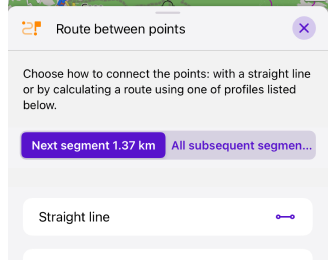 Route between points
Choose how to connect the points: with a straight line
or by calculating a route using one of profiles listed
below.
Next segment 1.37 km
All subsequent segmen...
Straight line